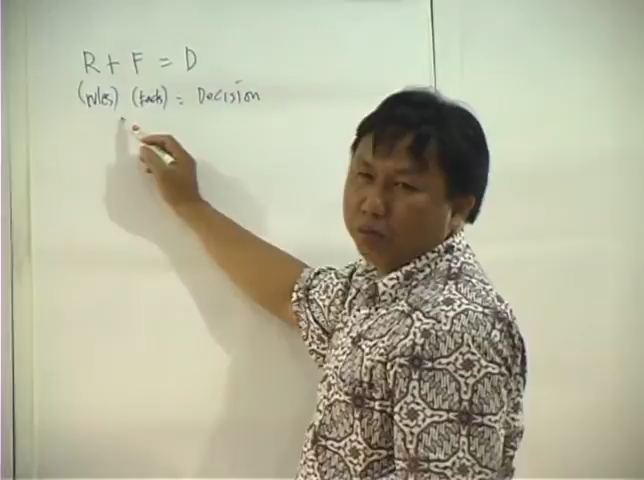 R + F = D
(rules) (facts) = Decision